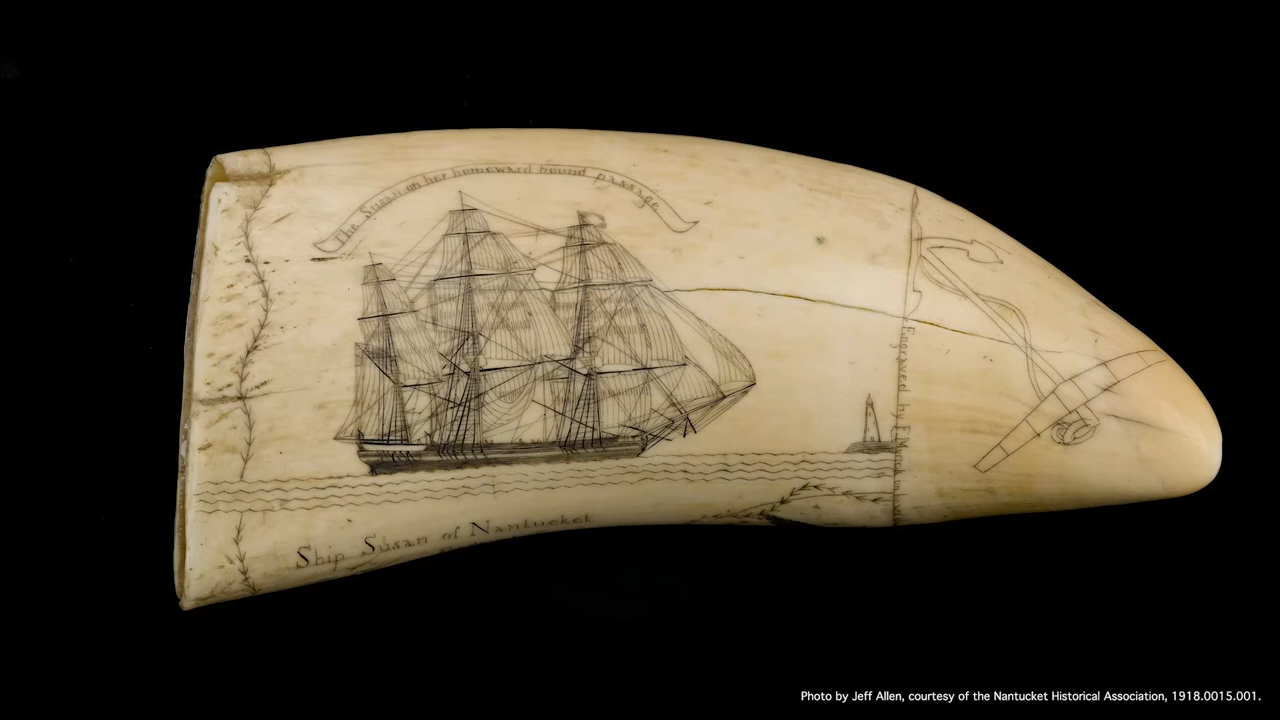 The Susan on her homeward bound passage
Engraved by
Ship Susan of Nantucket
Photo by Jeff Allen, courtesy of the Nantucket Historical Association, 1918.0015.001.